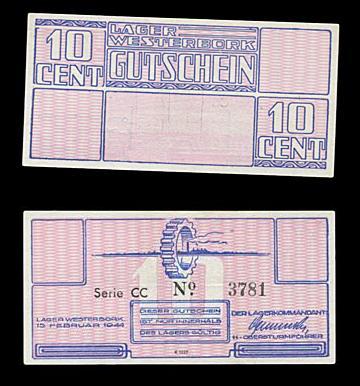 10
CENT
LAGER
WESTERBORK
GUTSCHEIN
10
CENT
10
Serie CC Nº 3781
LAGER WESTERBORK
15 FEBRUAR 1944
DIESER GUTSCHEIN
IST NUR INNERHALB
DES LAGERS GÜLTIG
DER LAGERKOMMANDANT
OBERSTURMFÜHRER